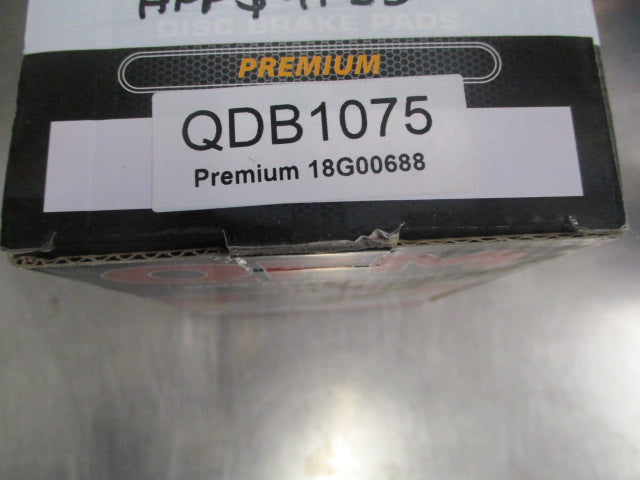 DISC BRAKE PADS
PREMIUM
QDB1075
Premium 18G00688